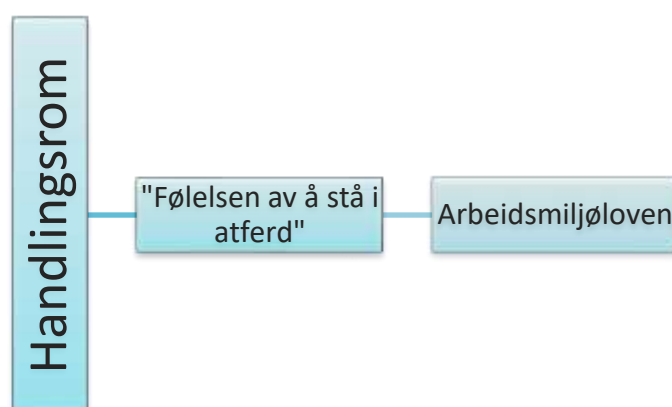 Handlingsrom
"Følelsen av å stå i
atferd"
Arbeidsmiljøloven